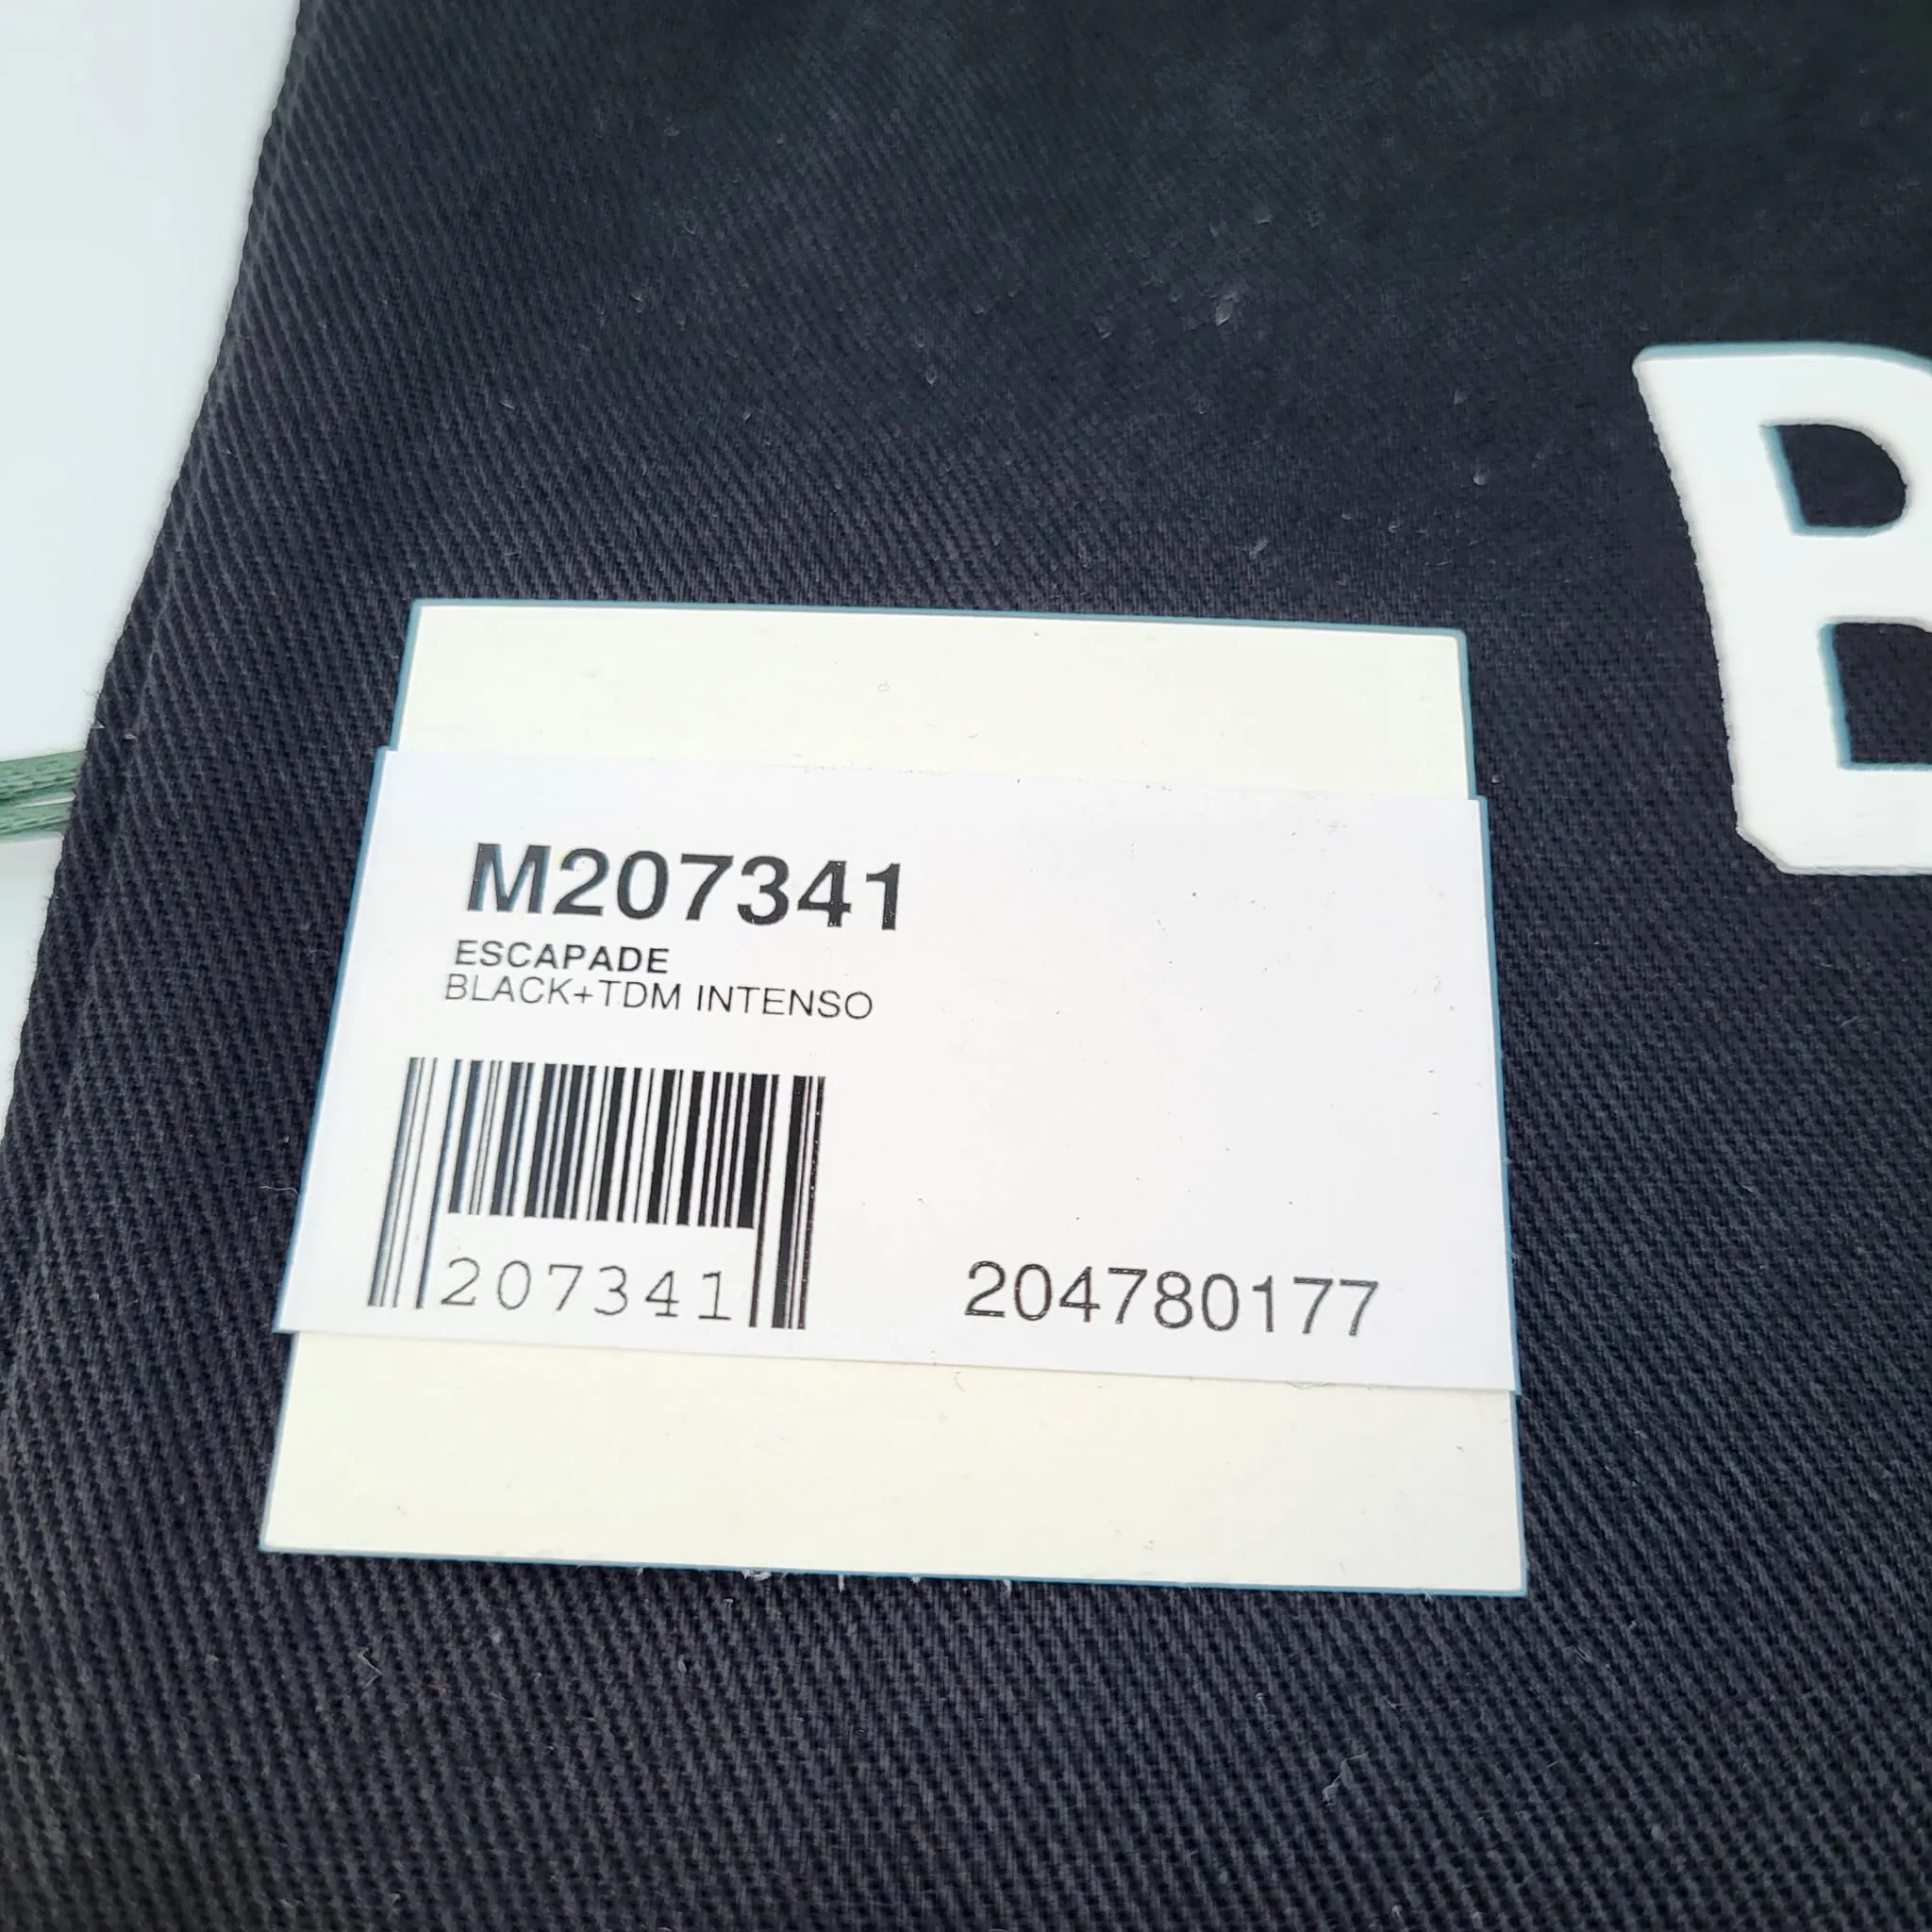 M207341
ESCAPADE
BLACK+TDM INTENSO
207341
204780177
B